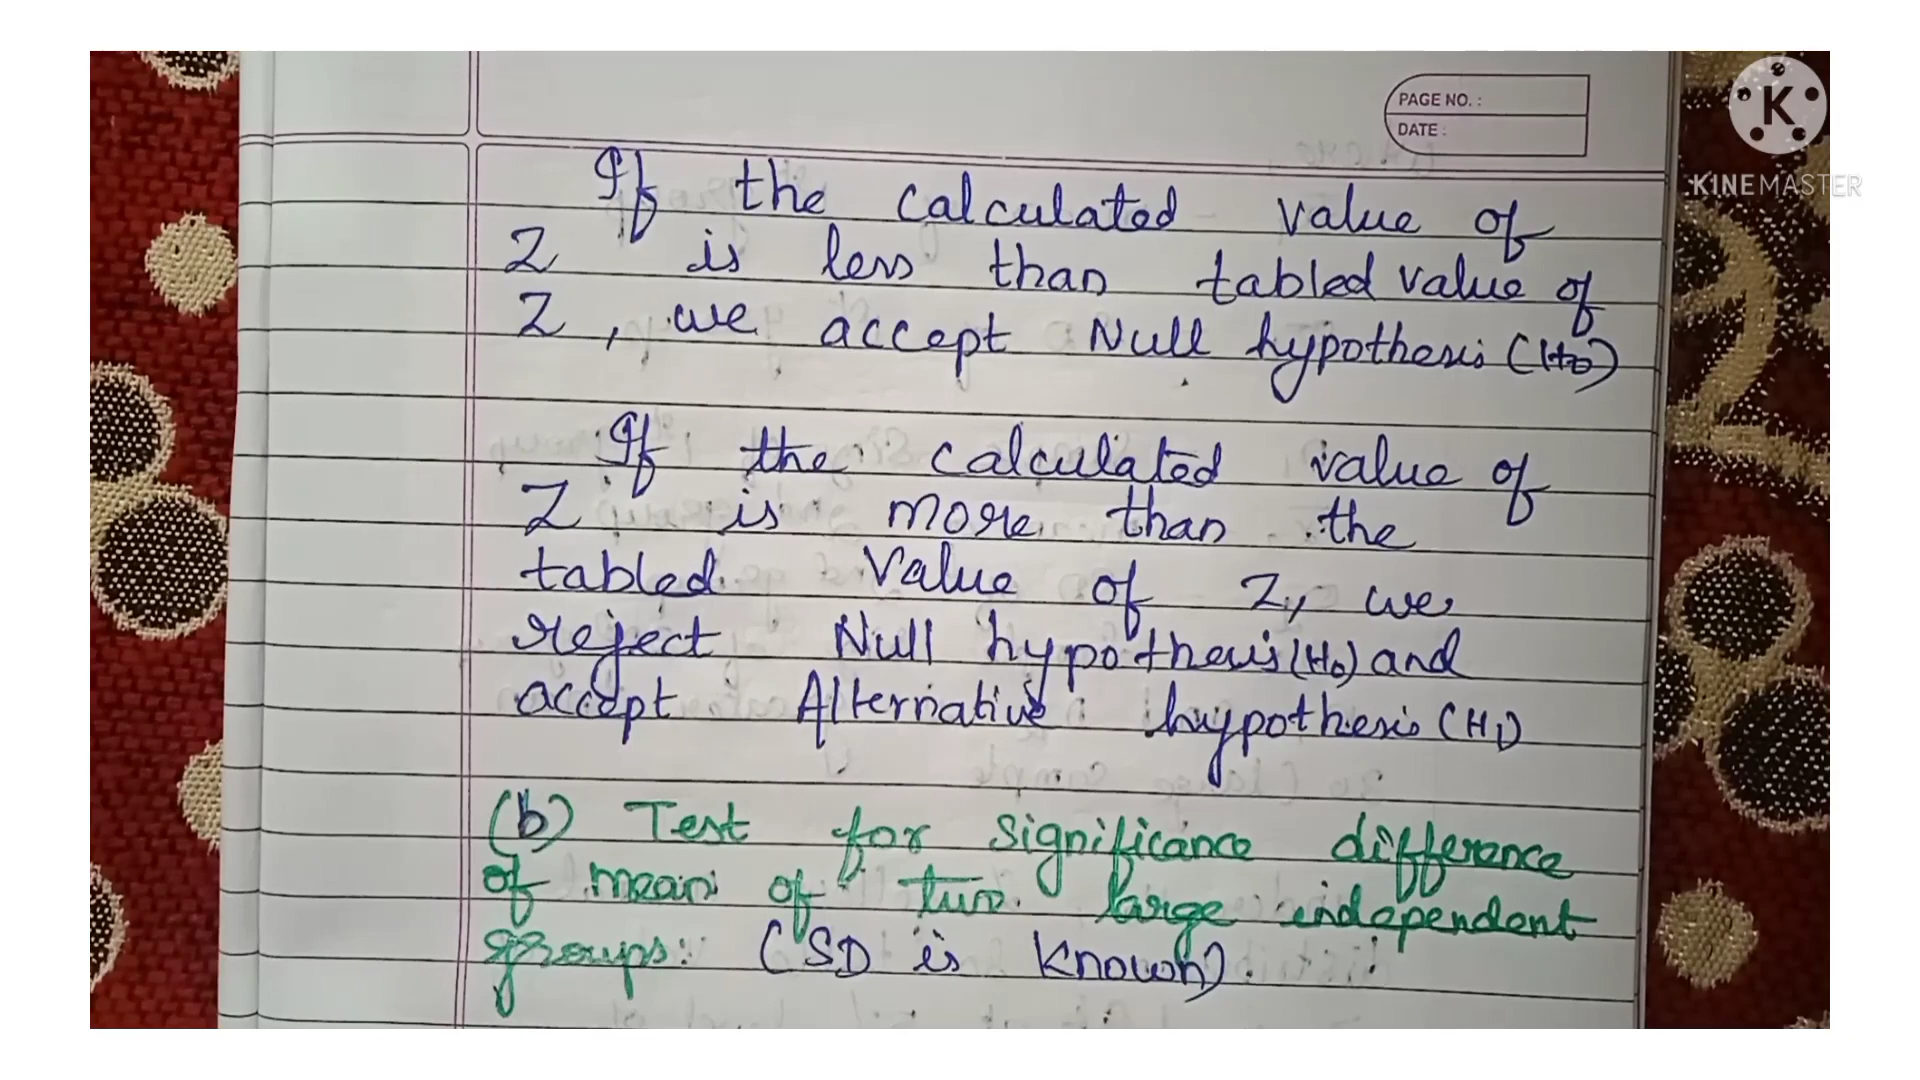 PAGE NO. :
DATE :
K
KINEMASTER
If the calculated value of
Z is less than tabled value of
Z, we accept Null hypothesis (H0)
If the calculated value of
Z is more than the
tabled value of Z, we
reject Null hypothesis (H0) and
accept Alternative hypothesis (H1)
(b) Test for significance difference
of mean of two large independent
groups: (SD is known).